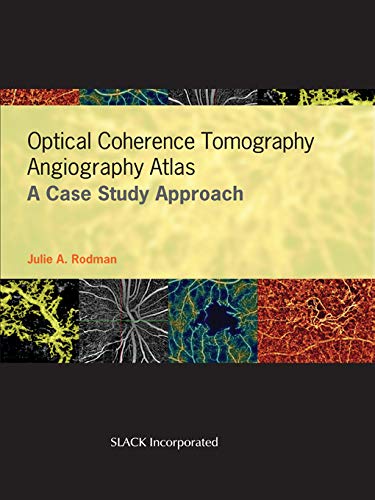 Optical Coherence Tomography
Angiography Atlas
A Case Study Approach
Julie A. Rodman
SLACK Incorporated